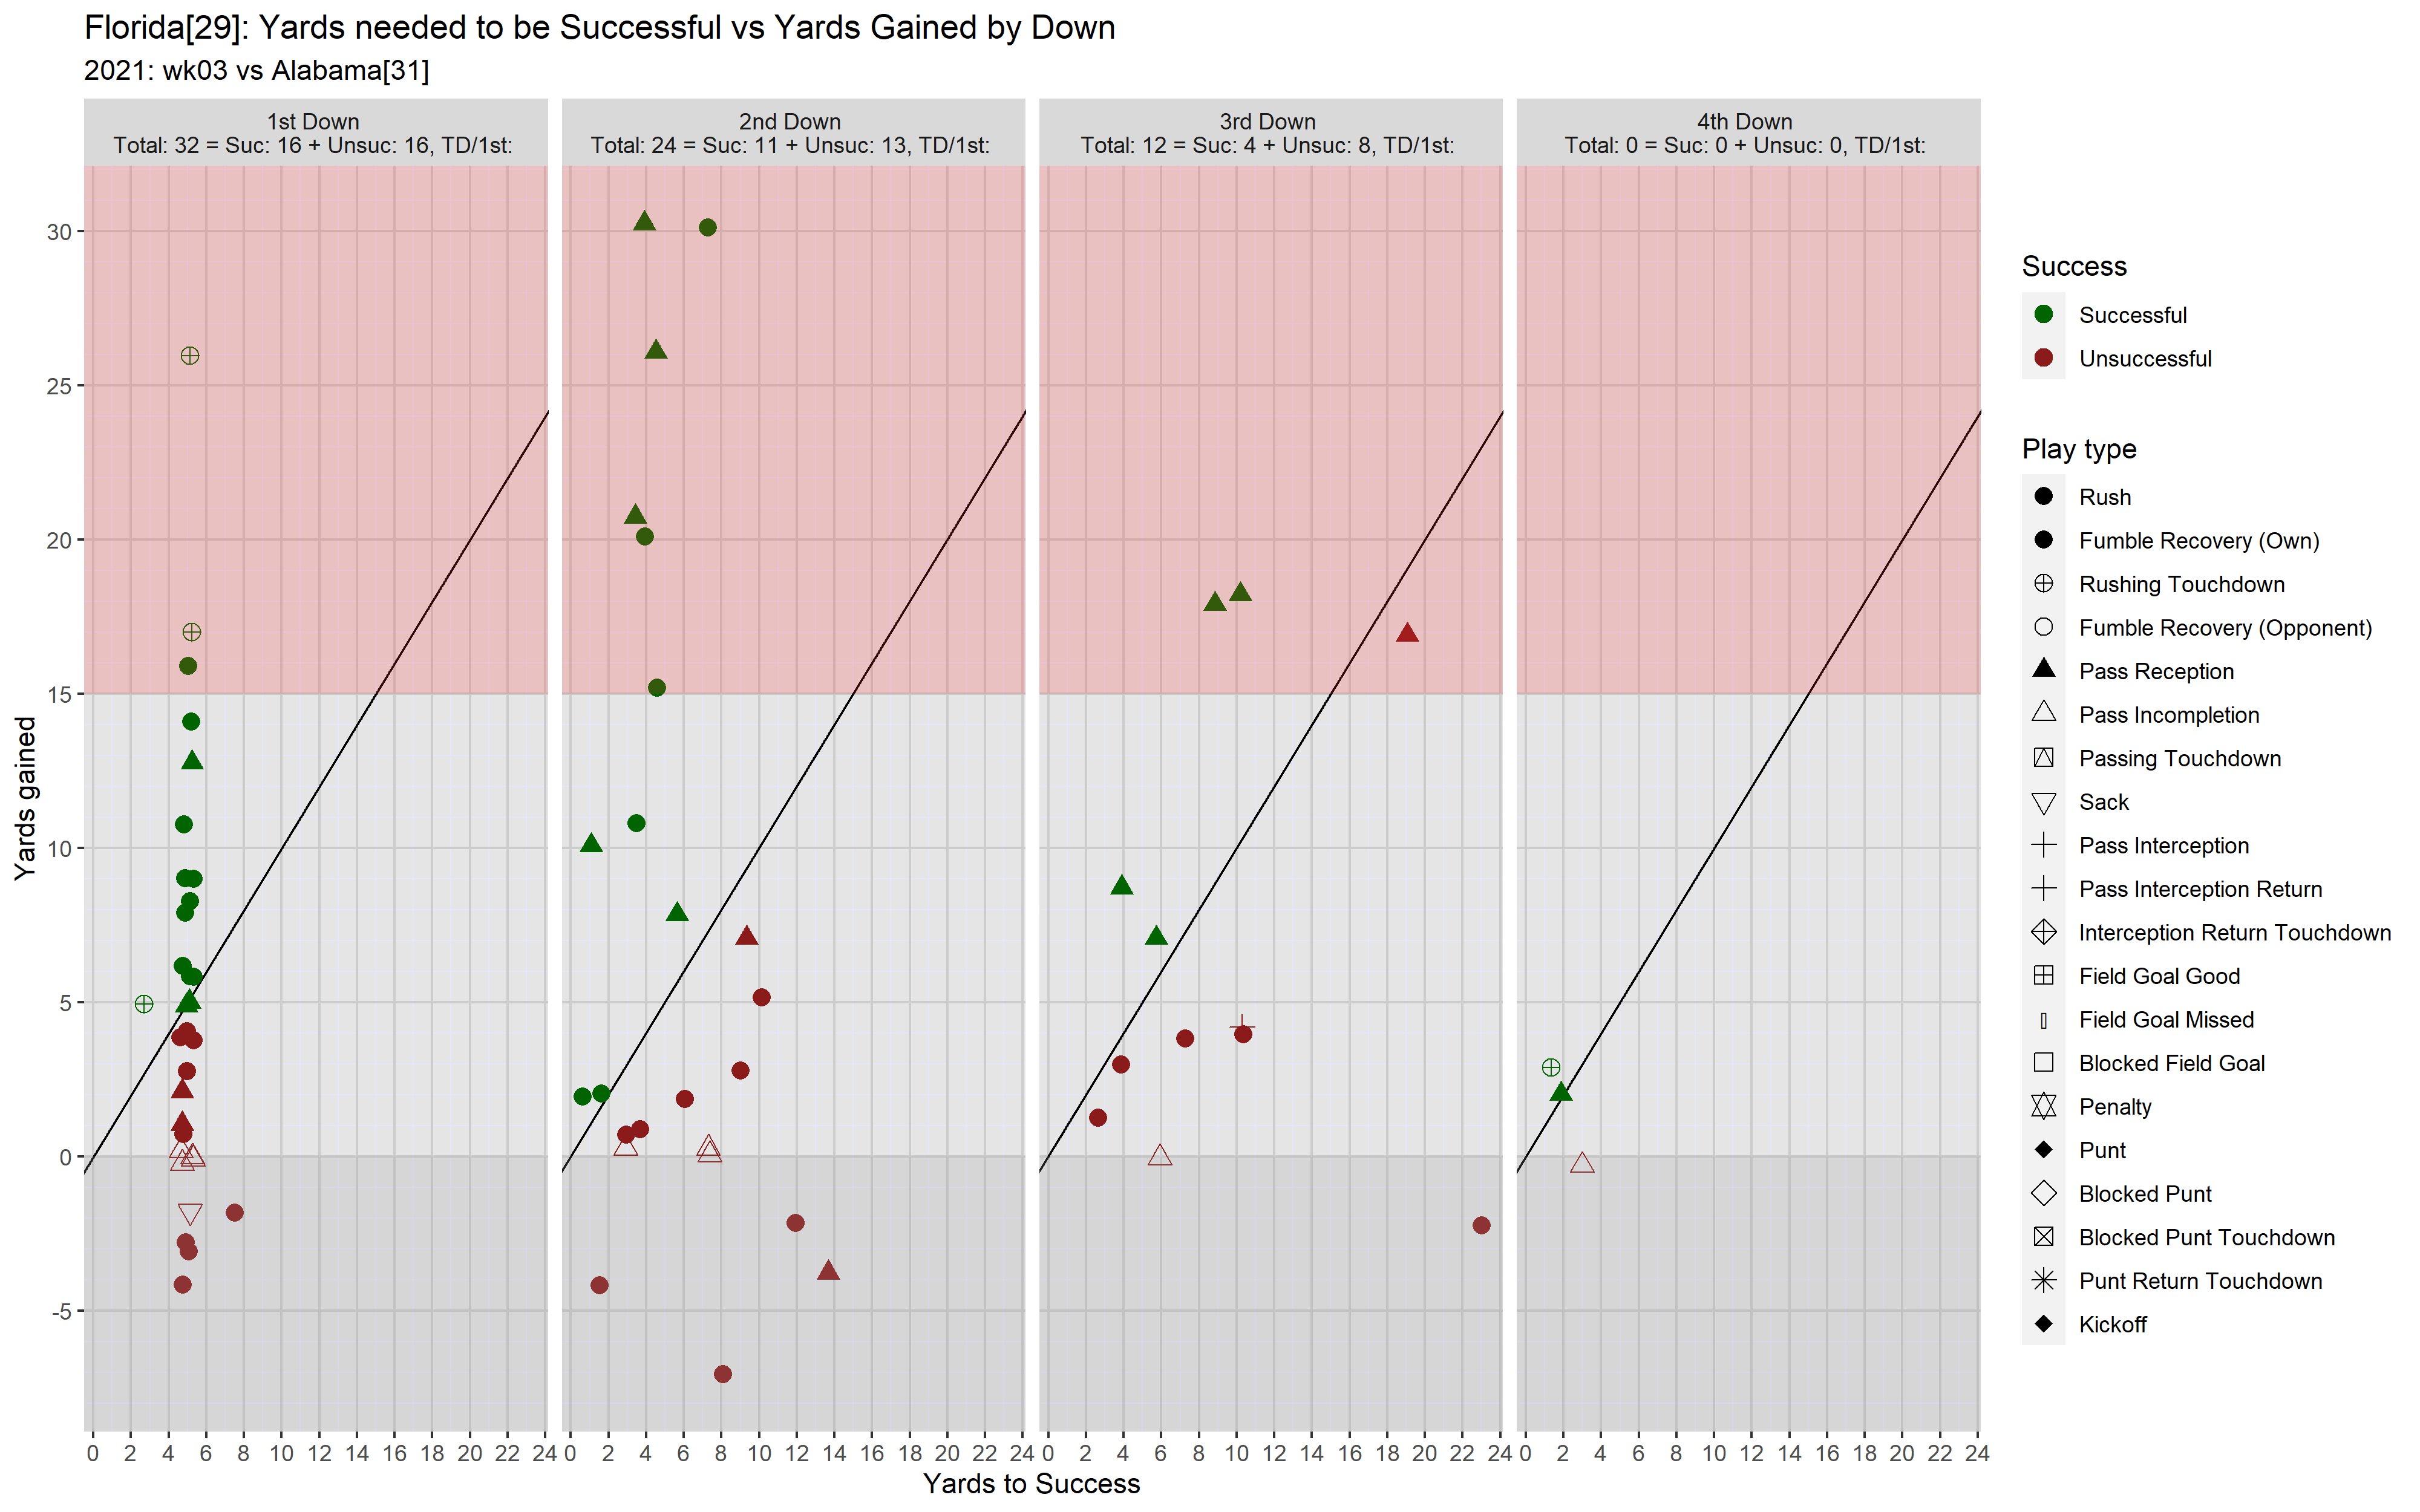 Florida[29]: Yards needed to be Successful vs Yards Gained by Down
2021: wk03 vs Alabama[31]
1st Down
Total: 32 = Suc: 16 + Unsuc: 16, TD/1st:
2nd Down
Total: 24 = Suc: 11 + Unsuc: 13, TD/1st:
3rd Down
Total: 12 = Suc: 4 + Unsuc: 8, TD/1st:
4th Down
Total: 0 = Suc: 0 + Unsuc: 0, TD/1st:
Yards gained
30
25
20
15
10
5
0
-5
0 2 4 6 8 10 12 14 16 18 20 22 24
0 2 4 6 8 10 12 14 16 18 20 22 24
0 2 4 6 8 10 12 14 16 18 20 22 24
0 2 4 6 8 10 12 14 16 18 20 22 24
Yards to Success
Success
Successful
Unsuccessful
Play type
Rush
Fumble Recovery (Own)
Rushing Touchdown
Fumble Recovery (Opponent)
Pass Reception
Pass Incompletion
Passing Touchdown
Sack
Pass Interception
Pass Interception Return
Interception Return Touchdown
Field Goal Good
Field Goal Missed
Blocked Field Goal
Penalty
Punt
Blocked Punt
Blocked Punt Touchdown
Punt Return Touchdown
Kickoff